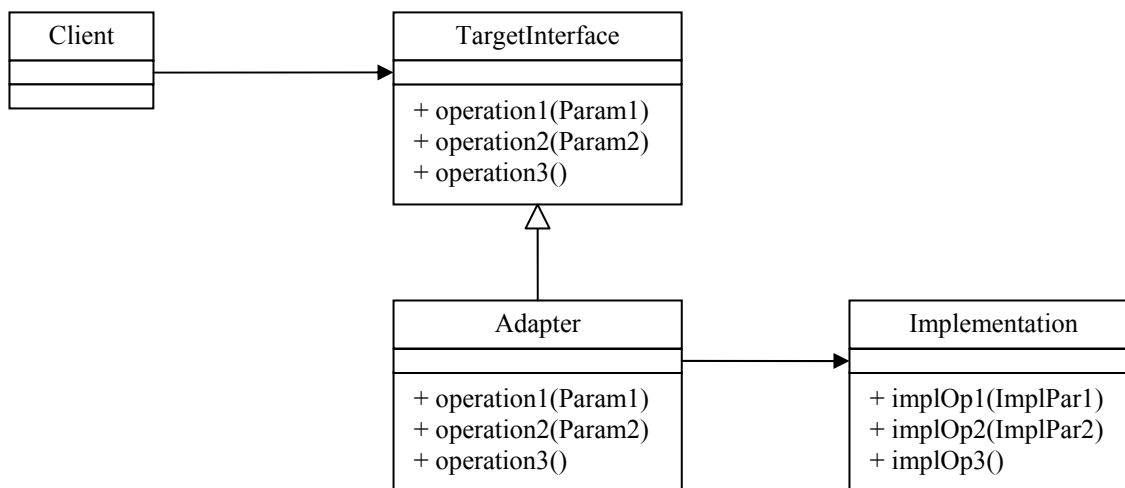 Client
TargetInterface
+ operation1(Param1)
+ operation2(Param2)
+ operation3()
Adapter
+ operation1(Param1)
+ operation2(Param2)
+ operation3()
Implementation
+ implOp1(ImplPar1)
+ implOp2(ImplPar2)
+ implOp3()